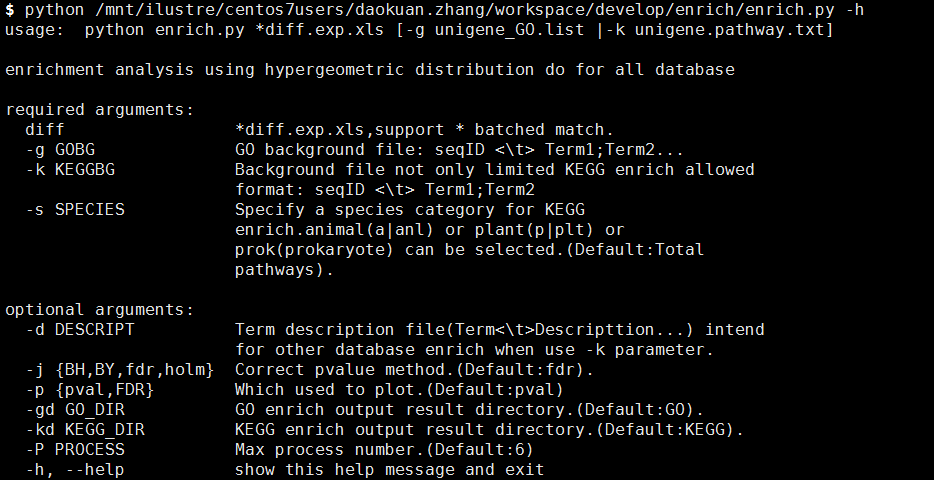 $ python /mnt/ilustre/centos7users/daokuan.zhang/workspace/develop/enrich/enrich.py -h
usage:  python enrich.py *diff.exp.xls [-g unigene_GO.list |-k unigene.pathway.txt]
enrichment analysis using hypergeometric distribution do for all database
required arguments:
  diff                 *diff.exp.xls,support * batched match.
  -g GOBG              GO background file: seqID <\t> Term1;Term2...
  -k KEGGBG            Background file not only limited KEGG enrich allowed
                       format: seqID <\t> Term1;Term2
  -s SPECIES           Specify a species category for KEGG
                       enrich.animal(a|anl) or plant(p|plt) or
                       prok(prokaryote) can be selected.(Default:Total
                       pathways).
optional arguments:
  -d DESCRIPT          Term description file(Term<\t>Descripttion...) intend
                       for other database enrich when use -k parameter.
  -j {BH,BY,fdr,holm}  Correct pvalue method.(Default:fdr).
  -p {pval,FDR}        Which used to plot.(Default:pval)
  -gd GO_DIR           GO enrich output result directory.(Default:GO).
  -kd KEGG_DIR         KEGG enrich output result directory.(Default:KEGG).
  -P PROCESS           Max process number.(Default:6)
  -h, --help           show this help message and exit